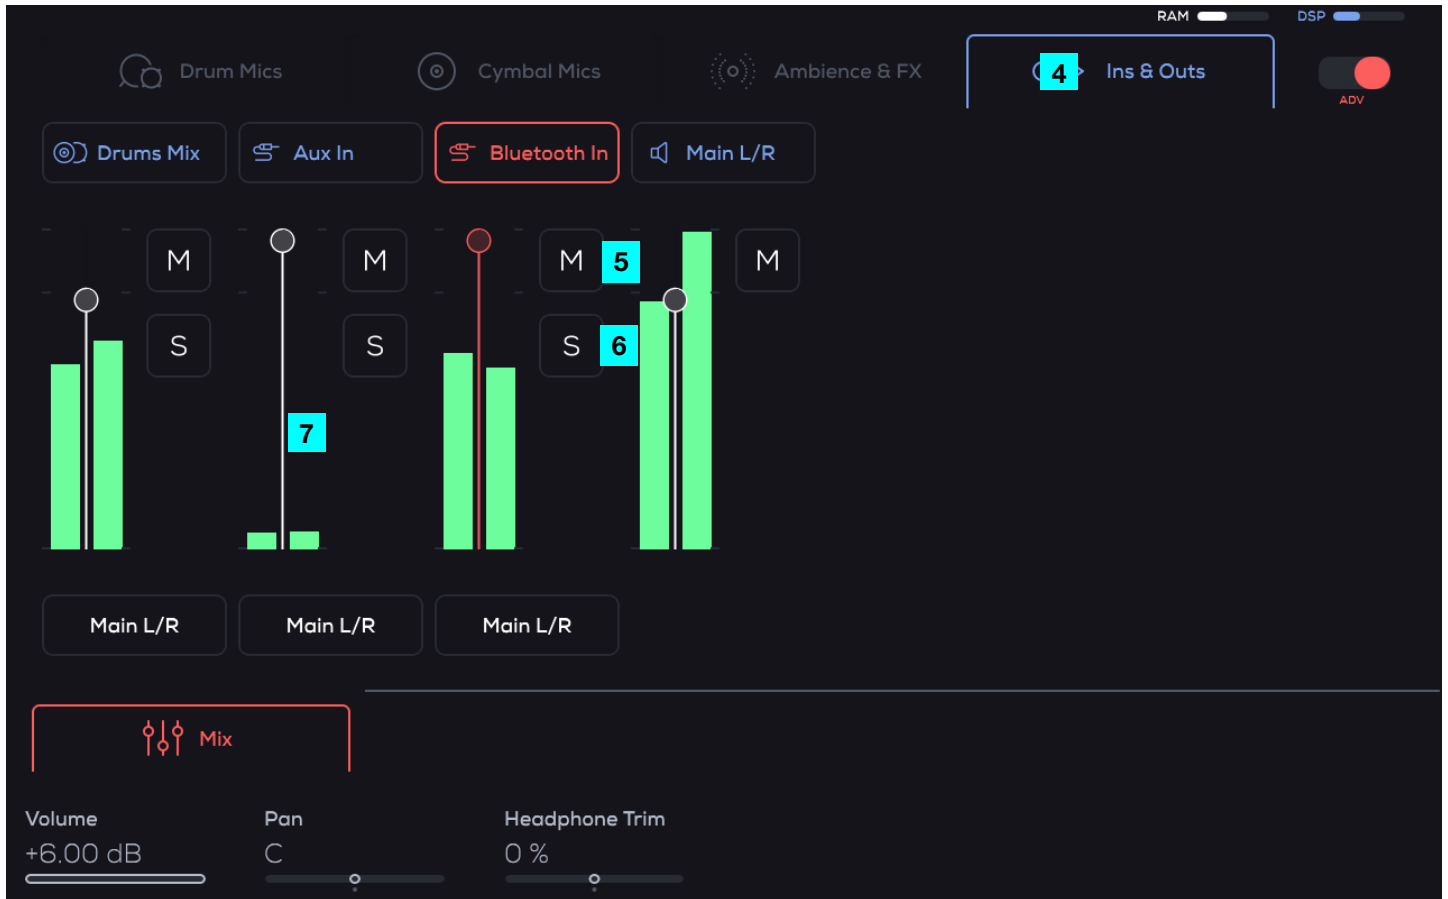 RAM DSP
Drum Mics Cymbal Mics Ambience & FX 4 Ins & Outs
ADV
Drums Mix Aux In Bluetooth In Main L/R
M M M 5 M
S S S 6
7
Main L/R Main L/R Main L/R
Mix
Volume Pan Headphone Trim
+6.00 dB C 0 %